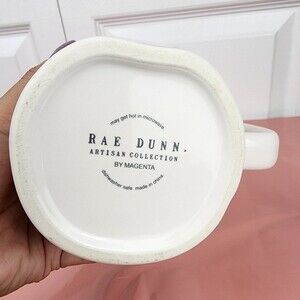 may get hot in microwave.
RAE DUNN.
ARTISAN COLLECTION
BY MAGENTA
dishwasher safe. made in china.